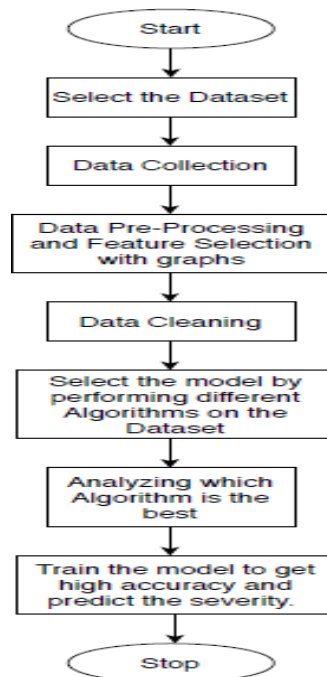 Start
Select the Dataset
Data Collection
Data Pre-Processing
and Feature Selection
with graphs
Data Cleaning
Select the model by
performing different
Algorithms on the
Dataset
Analyzing which
Algorithm is the
best
Train the model to get
high accuracy and
predict the severity.
Stop